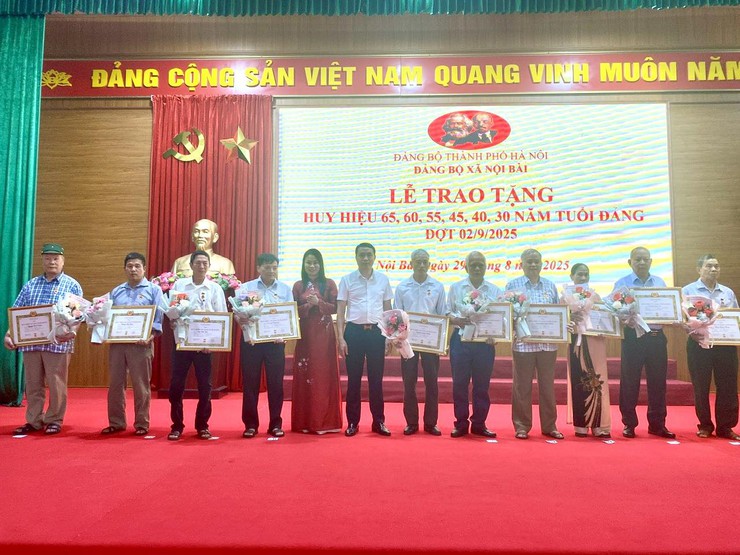 ĐẢNG CỘNG SẢN VIỆT NAM QUANG VINH MUÔN NĂM
ĐẢNG BỘ THÀNH PHỐ HÀ NỘI
ĐẢNG BỘ XÃ NỘI BÀI
LỄ TRAO TẶNG
HUY HIỆU 65, 60, 55, 45, 40, 30 NĂM TUỔI ĐẢNG
ĐỢT 02/9/2025
Nội Bài, Ngày 29 8 2025